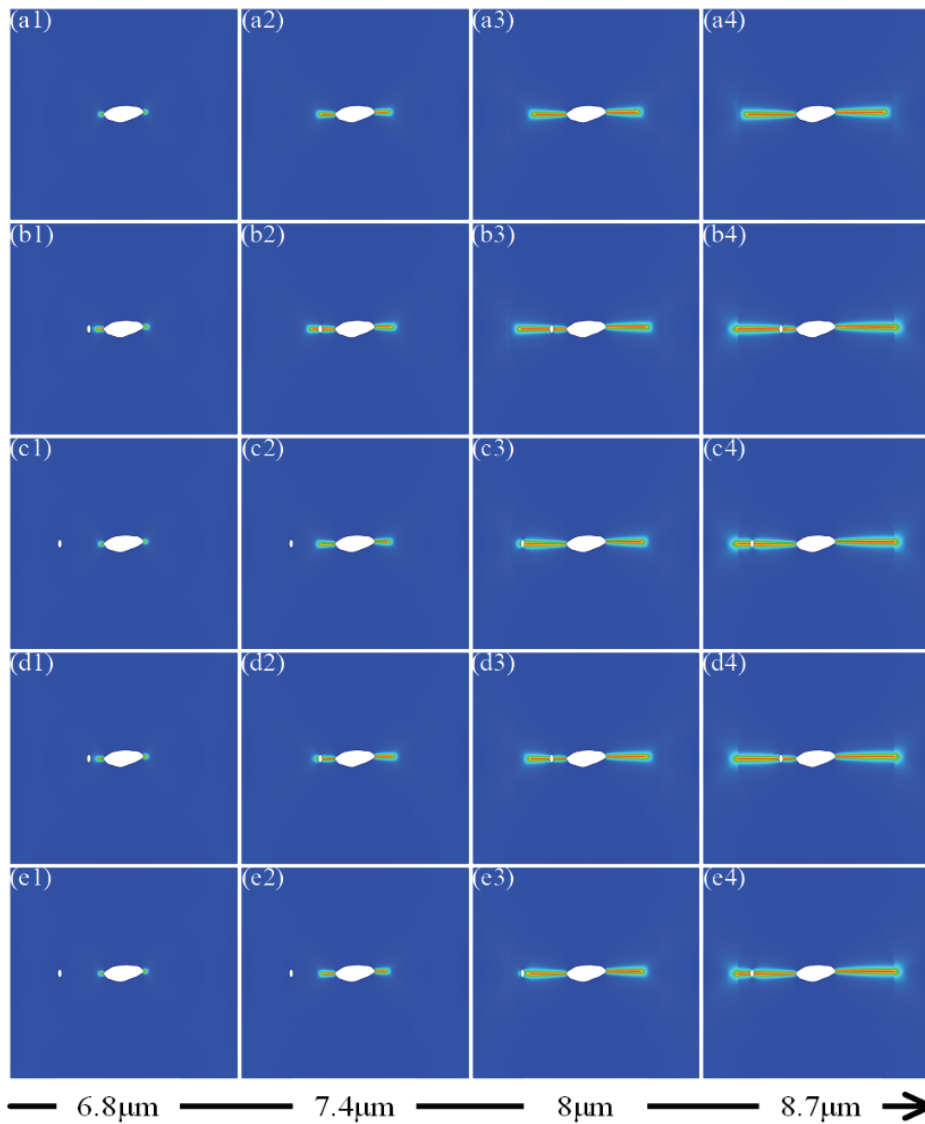 (a1) (a2) (a3) (a4)
(b1) (b2) (b3) (b4)
(c1) (c2) (c3) (c4)
(d1) (d2) (d3) (d4)
(e1) (e2) (e3) (e4)
6.8μm 7.4μm 8μm 8.7μm